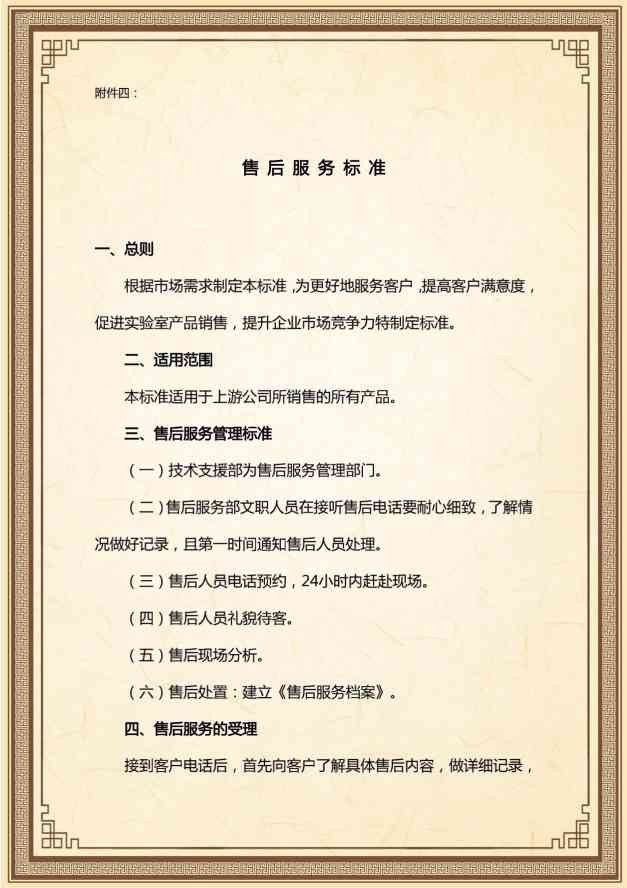 附件四：
售后服务标准
一、总则
根据市场需求制定本标准，为更好地服务客户，提高客户满意度，
促进实验室产品销售，提升企业市场竞争力特制定标准。
二、适用范围
本标准适用于上游公司所销售的所有产品。
三、售后服务管理标准
（一）技术支援部为售后服务管理部门。
（二）售后服务部文职人员在接听售后电话要耐心细致，了解情
况做好记录，且第一时间通知售后人员处理。
（三）售后人员电话预约，24小时内赶赴现场。
（四）售后人员礼貌待客。
（五）售后现场分析。
（六）售后处置：建立《售后服务档案》。
四、售后服务的受理
接到客户电话后，首先向客户了解具体售后内容，做详细记录，